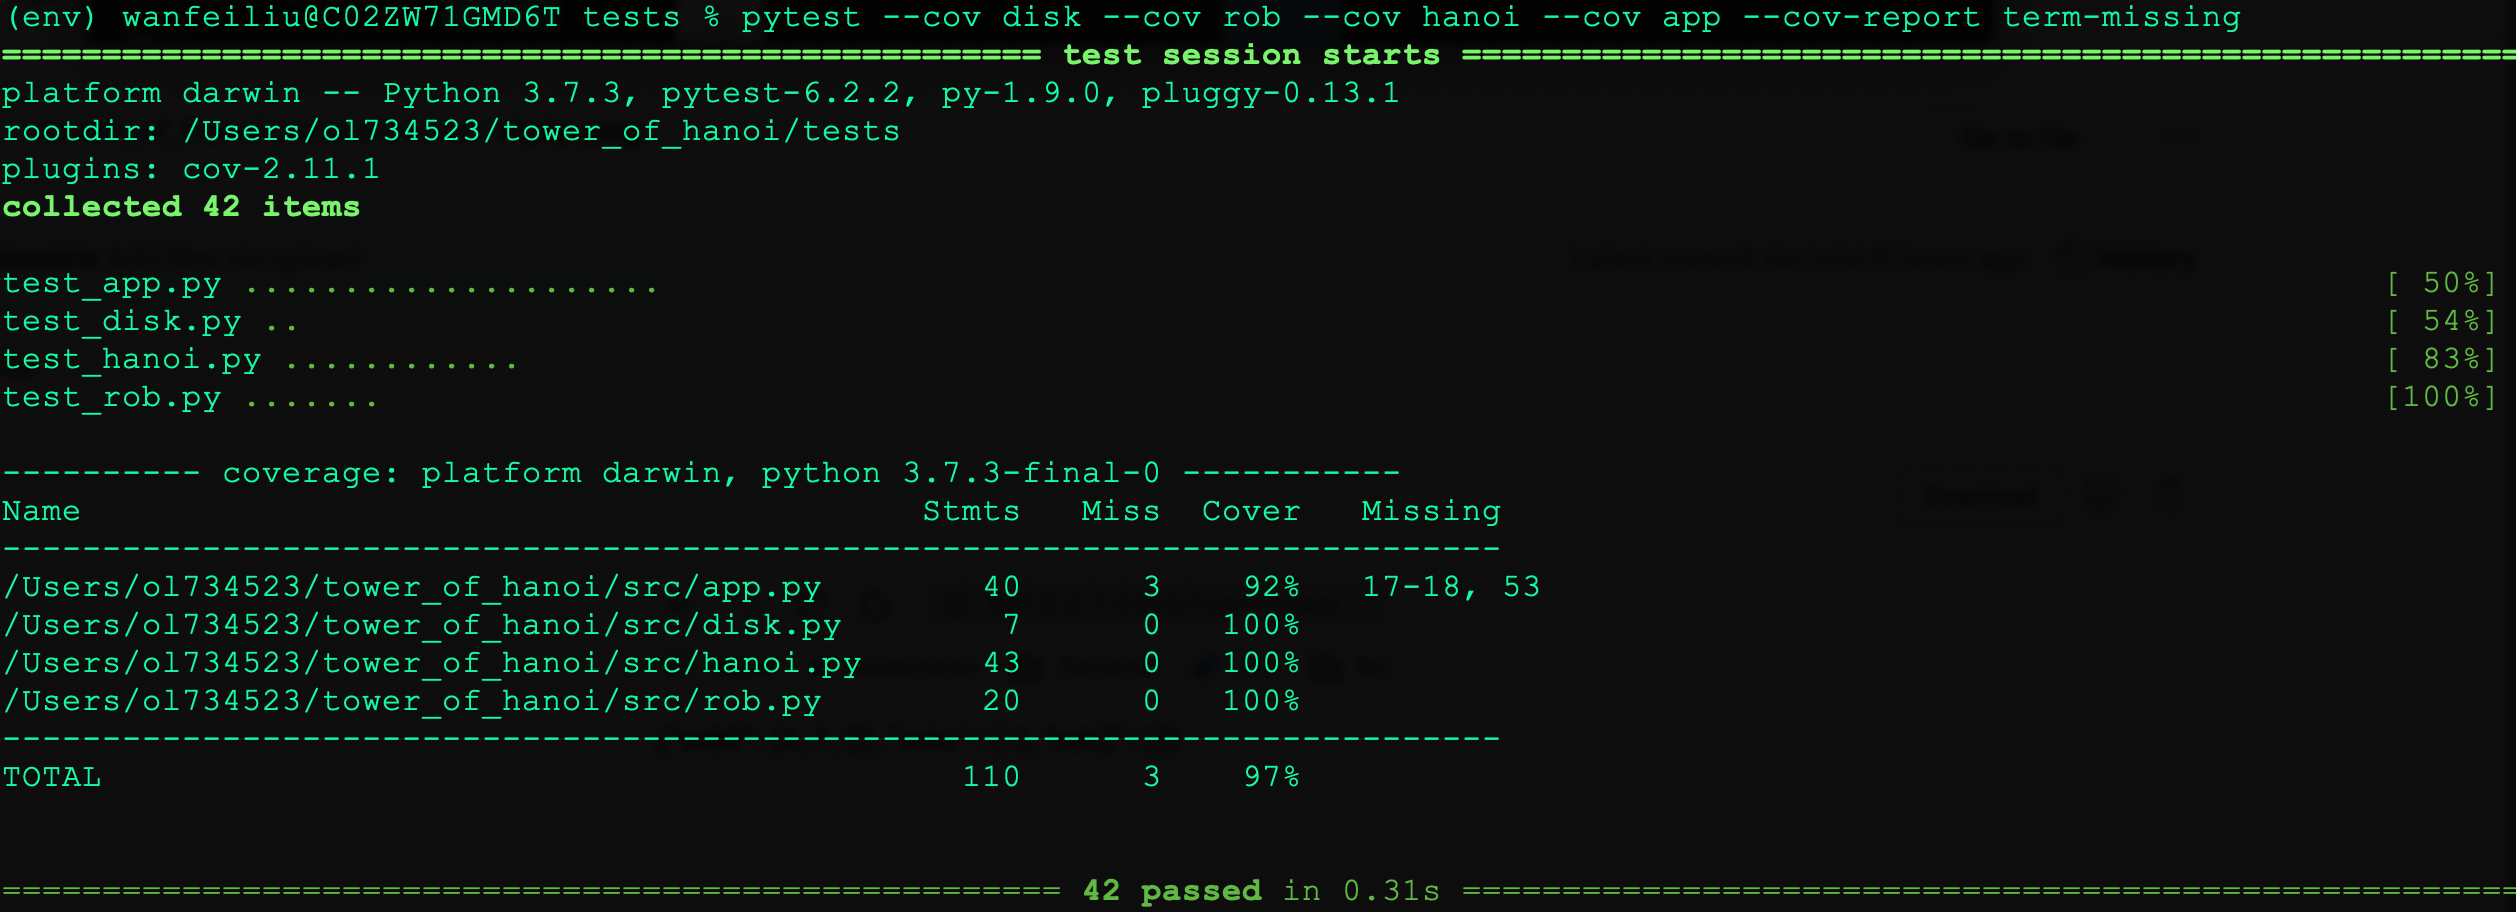 (env) wanfeiliu@C02ZW71GMD6T tests % pytest --cov disk --cov rob --cov hanoi --cov app --cov-report term-missing
==================================================== test session starts =====================================================
platform darwin -- Python 3.7.3, pytest-6.2.2, py-1.9.0, pluggy-0.13.1
rootdir: /Users/ol734523/tower_of_hanoi/tests
plugins: cov-2.11.1
collected 42 items
test_app.py ..................... [ 50%]
test_disk.py .. [ 54%]
test_hanoi.py ............ [ 83%]
test_rob.py ....... [100%]
---------- coverage: platform darwin, python 3.7.3-final-0 -----------
Name Stmts Miss Cover Missing
---------------------------------------------------------------------------
/Users/ol734523/tower_of_hanoi/src/app.py 40 3 92% 17-18, 53
/Users/ol734523/tower_of_hanoi/src/disk.py 7 0 100%
/Users/ol734523/tower_of_hanoi/src/hanoi.py 43 0 100%
/Users/ol734523/tower_of_hanoi/src/rob.py 20 0 100%
---------------------------------------------------------------------------
TOTAL 110 3 97%
===================================================== 42 passed in 0.31s =====================================================